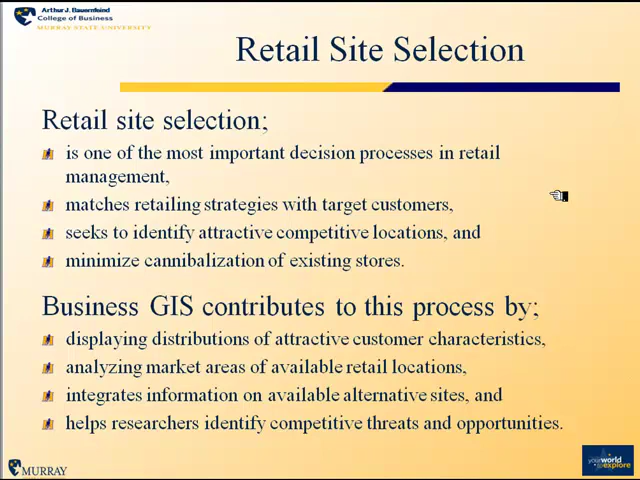 Arthur J. Bauernfeind
College of Business
MURRAY STATE UNIVERSITY
Retail Site Selection
Retail site selection;
is one of the most important decision processes in retail
management,
matches retailing strategies with target customers,
seeks to identify attractive competitive locations, and
minimize cannibalization of existing stores.
Business GIS contributes to this process by;
displaying distributions of attractive customer characteristics,
analyzing market areas of available retail locations,
integrates information on available alternative sites, and
helps researchers identify competitive threats and opportunities.
MURRAY
your world
to explore